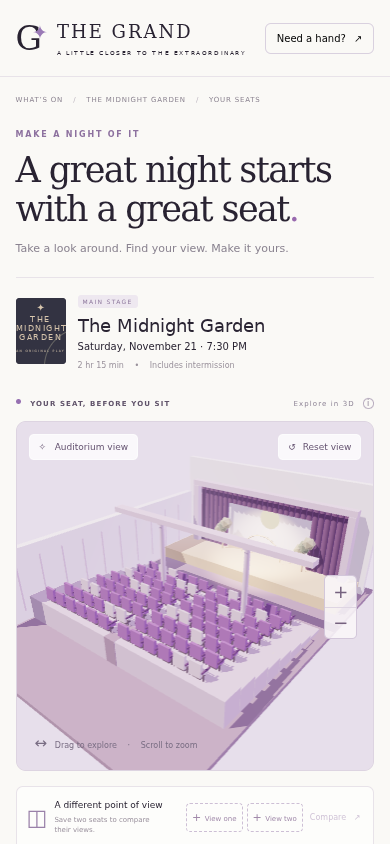 G THE GRAND
A LITTLE CLOSER TO THE EXTRAORDINARY
Need a hand? ↗
WHAT'S ON / THE MIDNIGHT GARDEN / YOUR SEATS
MAKE A NIGHT OF IT
A great night starts
with a great seat.
Take a look around. Find your view. Make it yours.
THE
MIDNIGHT
GARDEN
AN ORIGINAL PLAY
MAIN STAGE
The Midnight Garden
Saturday, November 21 · 7:30 PM
2 hr 15 min • Includes intermission
YOUR SEAT, BEFORE YOU SIT
Explore in 3D i
Auditorium view
↺ Reset view
+
−
↔ Drag to explore · Scroll to zoom
A different point of view
Save two seats to compare
their views.
+ View one
+ View two
Compare ↗